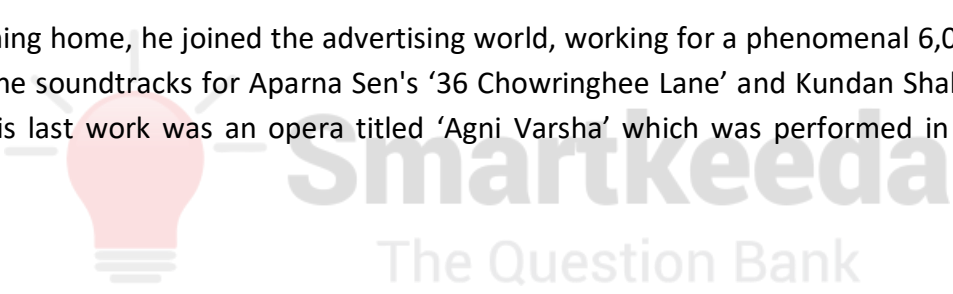 ing home, he joined the advertising world, working for a phenomenal 6,0
he soundtracks for Aparna Sen's ‘36 Chowringhee Lane’ and Kundan Shah
is last work was an opera titled ‘Agni Varsha’ which was performed in
Smartkeeda
The Question Bank